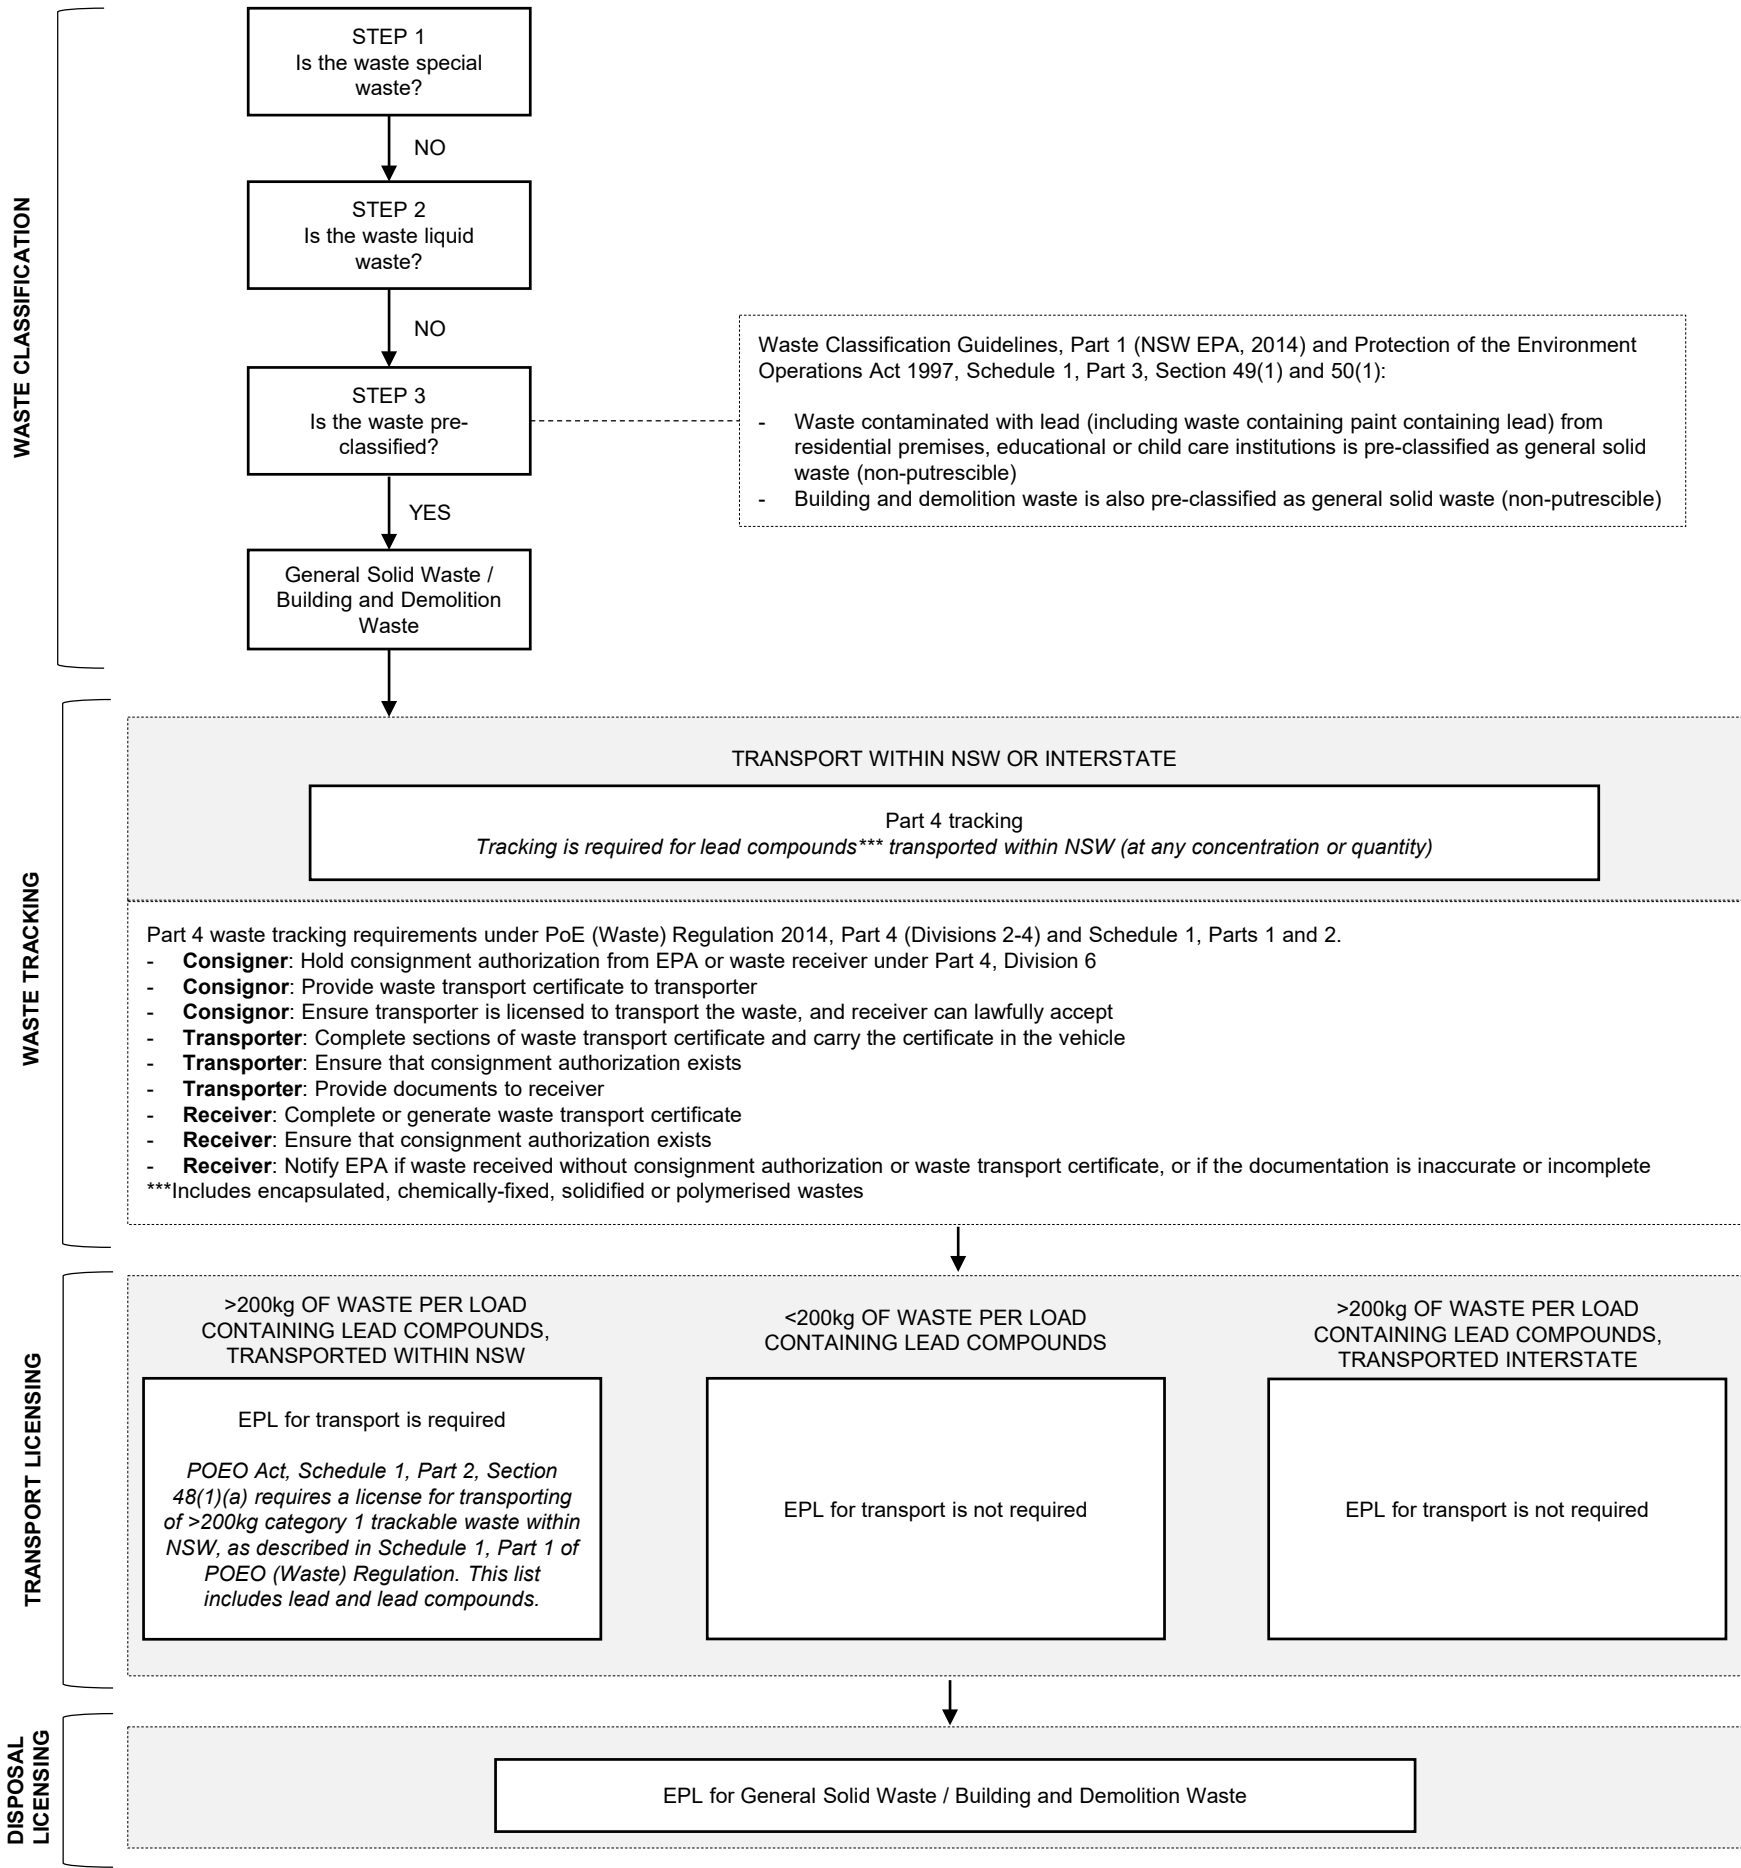 WASTE CLASSIFICATION
STEP 1
Is the waste special
waste?
NO
STEP 2
Is the waste liquid
waste?
NO
STEP 3
Is the waste pre-
classified?
Waste Classification Guidelines, Part 1 (NSW EPA, 2014) and Protection of the Environment
Operations Act 1997, Schedule 1, Part 3, Section 49(1) and 50(1):
- Waste contaminated with lead (including waste containing paint containing lead) from
residential premises, educational or child care institutions is pre-classified as general solid
waste (non-putrescible)
- Building and demolition waste is also pre-classified as general solid waste (non-putrescible)
YES
General Solid Waste /
Building and Demolition
Waste
WASTE TRACKING
TRANSPORT WITHIN NSW OR INTERSTATE
Part 4 tracking
Tracking is required for lead compounds*** transported within NSW (at any concentration or quantity)
Part 4 waste tracking requirements under PoE (Waste) Regulation 2014, Part 4 (Divisions 2-4) and Schedule 1, Parts 1 and 2.
- Consigner: Hold consignment authorization from EPA or waste receiver under Part 4, Division 6
- Consignor: Provide waste transport certificate to transporter
- Consignor: Ensure transporter is licensed to transport the waste, and receiver can lawfully accept
- Transporter: Complete sections of waste transport certificate and carry the certificate in the vehicle
- Transporter: Ensure that consignment authorization exists
- Transporter: Provide documents to receiver
- Receiver: Complete or generate waste transport certificate
- Receiver: Ensure that consignment authorization exists
- Receiver: Notify EPA if waste received without consignment authorization or waste transport certificate, or if the documentation is inaccurate or incomplete
***Includes encapsulated, chemically-fixed, solidified or polymerised wastes
TRANSPORT LICENSING
>200kg OF WASTE PER LOAD
CONTAINING LEAD COMPOUNDS,
TRANSPORTED WITHIN NSW
EPL for transport is required
POEO Act, Schedule 1, Part 2, Section
48(1)(a) requires a license for transporting
of >200kg category 1 trackable waste within
NSW, as described in Schedule 1, Part 1 of
POEO (Waste) Regulation. This list
includes lead and lead compounds.
<200kg OF WASTE PER LOAD
CONTAINING LEAD COMPOUNDS
EPL for transport is not required
>200kg OF WASTE PER LOAD
CONTAINING LEAD COMPOUNDS,
TRANSPORTED INTERSTATE
EPL for transport is not required
DISPOSAL
LICENSING
EPL for General Solid Waste / Building and Demolition Waste